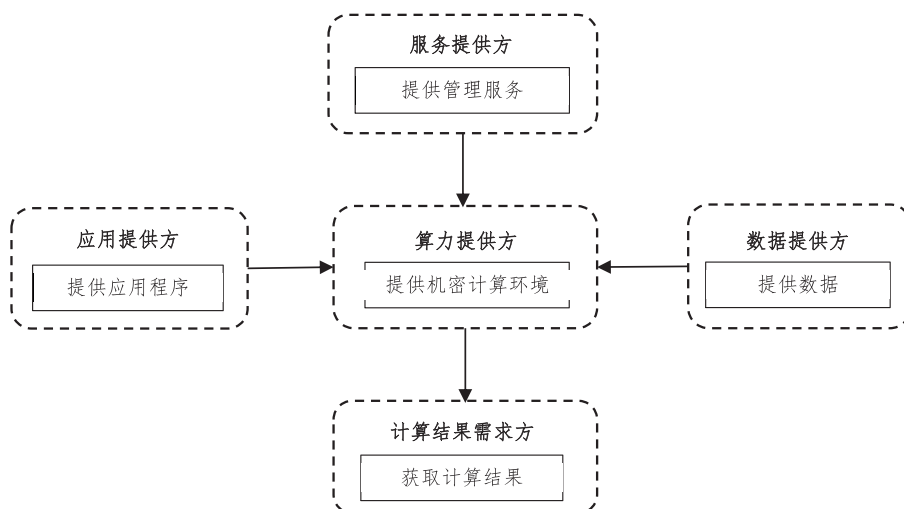 服务提供方
提供管理服务
应用提供方
提供应用程序
算力提供方
提供机密计算环境
数据提供方
提供数据
计算结果需求方
获取计算结果